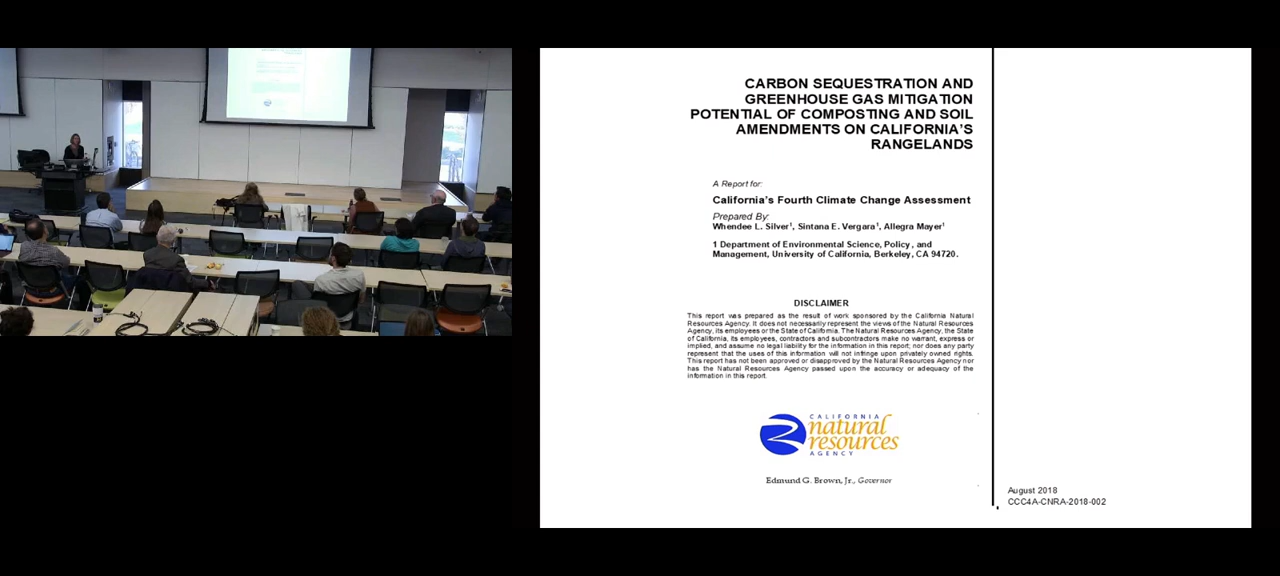 CARBON SEQUESTRATION AND
GREENHOUSE GAS MITIGATION
POTENTIAL OF COMPOSTING AND SOIL
AMENDMENTS ON CALIFORNIA'S
RANGELANDS
A Report for:
California's Fourth Climate Change Assessment
Prepared By:
Whendee L. Silver¹, Sintana E. Vergara¹, Allegra Mayer¹
1 Department of Environmental Science, Policy, and
Management, University of California, Berkeley, CA 94720.
DISCLAIMER
This report was prepared as the result of work sponsored by the California Natural
Resources Agency. It does not necessarily represent the views of the Natural Resources
Agency, its employees or the State of California. The Natural Resources Agency, the State
of California, its employees, contractors and subcontractors make no warrant, express or
implied, and assume no legal liability for the information in this report; nor does any party
represent that the uses of this information will not infringe upon privately owned rights.
This report has not been approved or disapproved by the Natural Resources Agency nor
has the Natural Resources Agency passed upon the accuracy or adequacy of the
information in this report.
CALIFORNIA
natural
resources
AGENCY
Edmund G. Brown, Jr., Governor
August 2018
CCC4A-CNRA-2018-002